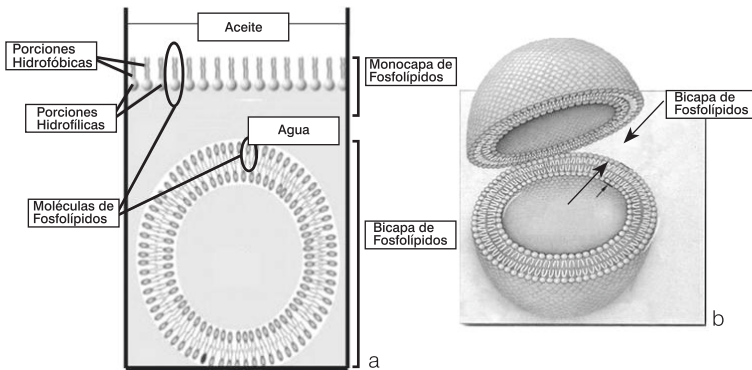 Aceite
Porciones
Hidrofóbicas
Monocapa de
Fosfolípidos
Porciones
Hidrofílicas
Agua
Moléculas de
Fosfolípidos
Bicapa de
Fosfolípidos
a
Bicapa de
Fosfolípidos
b